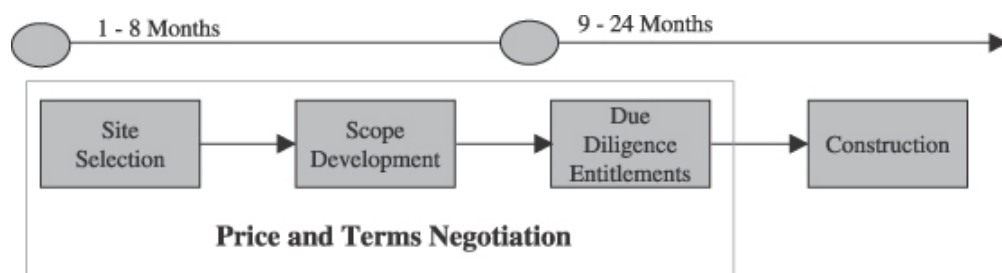 1 - 8 Months
9 - 24 Months
Site
Selection
Scope
Development
Due
Diligence
Entitlements
Construction
Price and Terms Negotiation